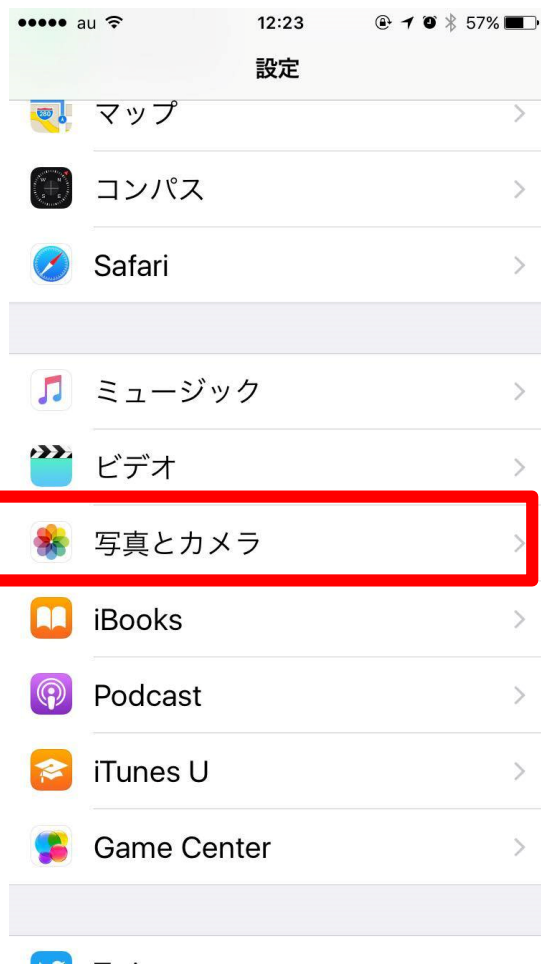 au 12:23 57%
設定
マップ
コンパス
Safari
ミュージック
ビデオ
写真とカメラ
iBooks
Podcast
iTunes U
Game Center